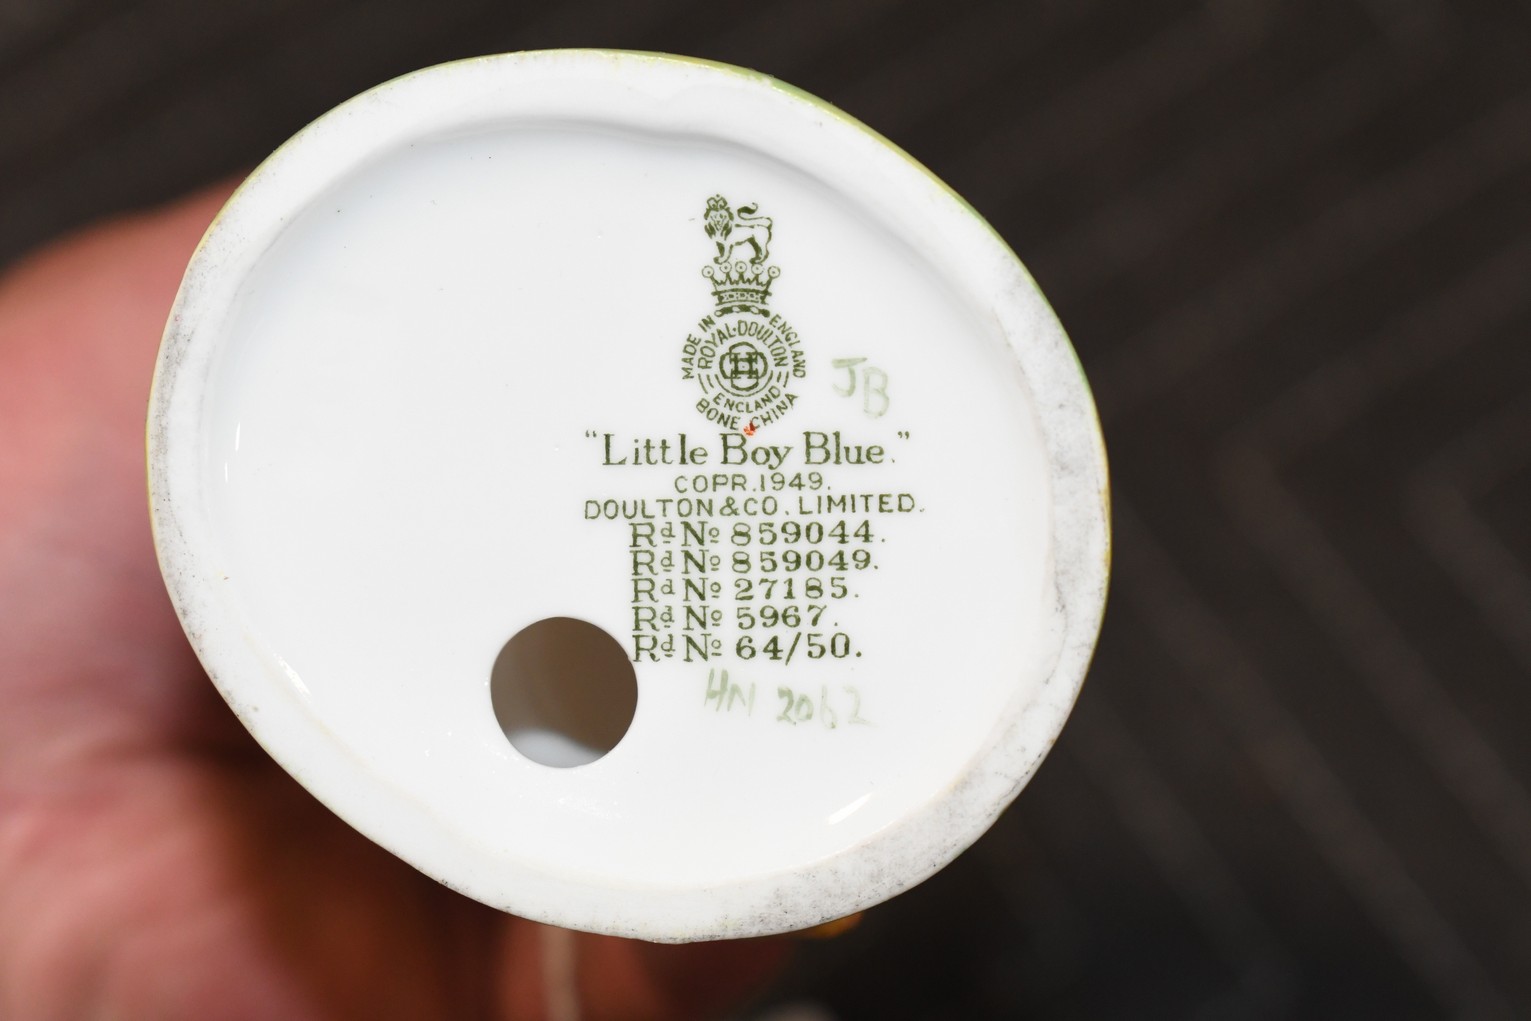 MADE IN ENGLAND
ROYAL·DOULTON
ENGLAND
BONE CHINA
JB
"Little Boy Blue."
COPR.1949.
DOULTON & CO. LIMITED.
Rd No 859044.
Rd No 859049.
Rd No 27185.
Rd No 5967.
Rd No 64/50.
HN 2062